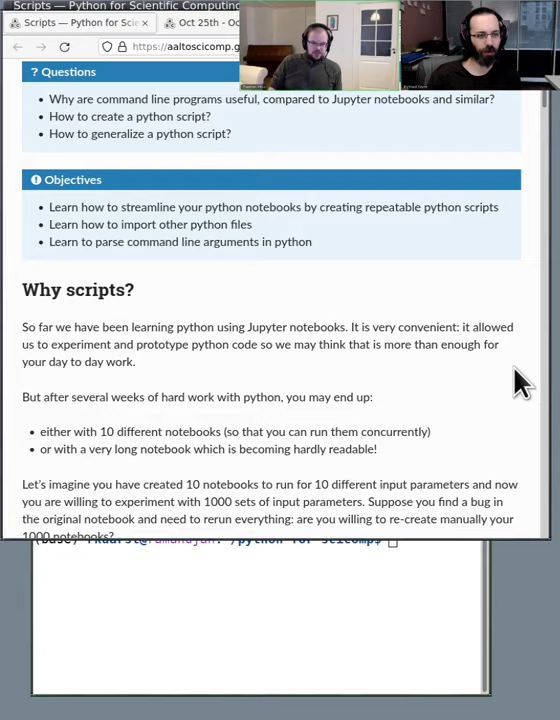 Scripts — Python for Scientific Computing
Scripts — Python for Scie
Oct 25th - Oc
https://aaltoscicomp.g
? Questions
• Why are command line programs useful, compared to Jupyter notebooks and similar?
• How to create a python script?
• How to generalize a python script?
Objectives
• Learn how to streamline your python notebooks by creating repeatable python scripts
• Learn how to import other python files
• Learn to parse command line arguments in python
Why scripts?
So far we have been learning python using Jupyter notebooks. It is very convenient: it allowed
us to experiment and prototype python code so we may think that is more than enough for
your day to day work.
But after several weeks of hard work with python, you may end up:
• either with 10 different notebooks (so that you can run them concurrently)
• or with a very long notebook which is becoming hardly readable!
Let's imagine you have created 10 notebooks to run for 10 different input parameters and now
you are willing to experiment with 1000 sets of input parameters. Suppose you find a bug in
the original notebook and need to rerun everything: are you willing to re-create manually your
1000 notebooks?
(base) rkdarst@ramanujan:~/python-for-scicomp$